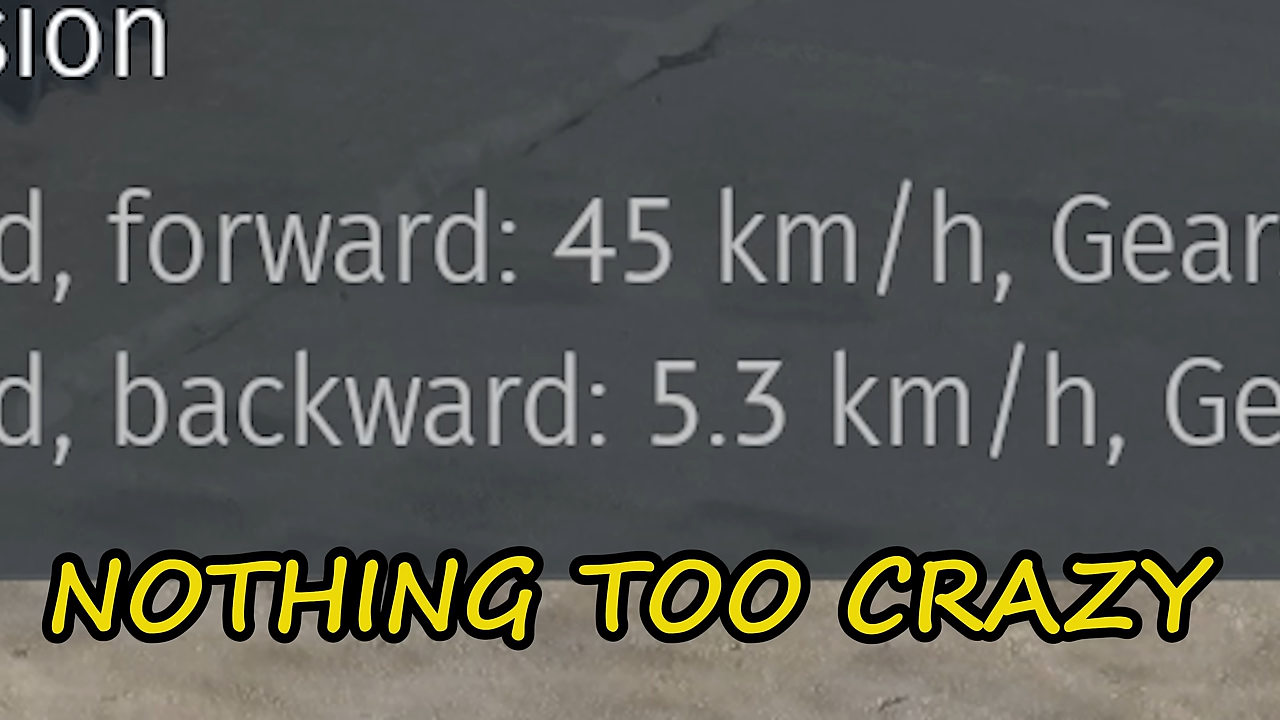 sion
d, forward: 45 km/h, Gear
d, backward: 5.3 km/h, Ge
NOTHING TOO CRAZY